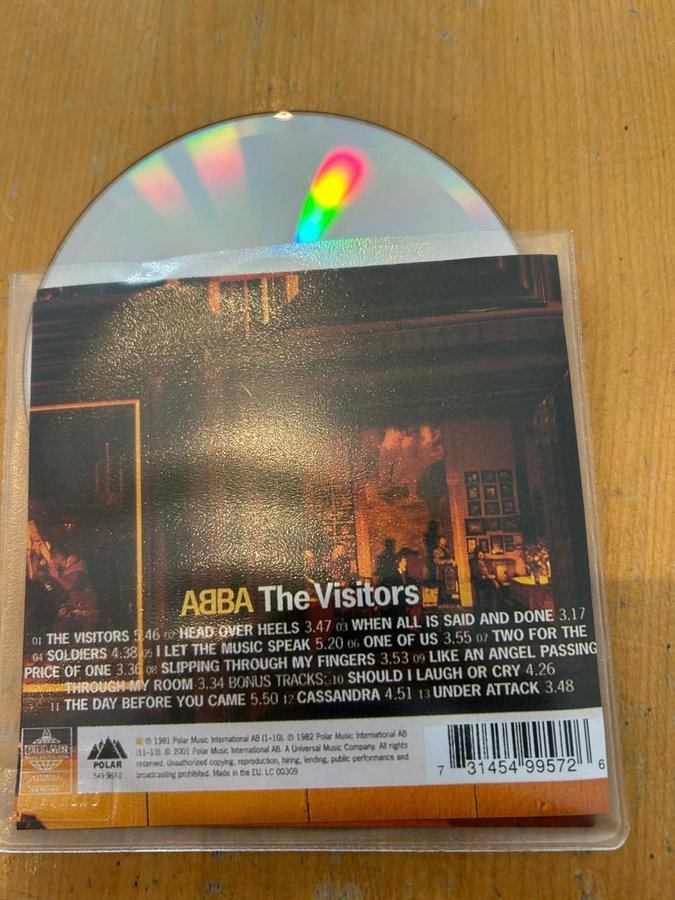 ABBA The Visitors
01 THE VISITORS 5.46 02 HEAD OVER HEELS 3.47 03 WHEN ALL IS SAID AND DONE 3.17
04 SOLDIERS 4.38 05 I LET THE MUSIC SPEAK 5.20 06 ONE OF US 3.55 07 TWO FOR THE
PRICE OF ONE 3.36 08 SLIPPING THROUGH MY FINGERS 3.53 09 LIKE AN ANGEL PASSING
THROUGH MY ROOM 3.34 BONUS TRACKS: 10 SHOULD I LAUGH OR CRY 4.26
11 THE DAY BEFORE YOU CAME 5.50 12 CASSANDRA 4.51 13 UNDER ATTACK 3.48
POLAR
POLAR
549 967-2
℗ 1981 Polar Music International AB (1-10), ℗ 1982 Polar Music International AB
(11-13) © 2001 Polar Music International AB. A Universal Music Company. All rights
reserved. Unauthorized copying, reproduction, hiring, lending, public performance and
broadcasting prohibited. Made in the EU. LC 00309
7 31454 99572 6